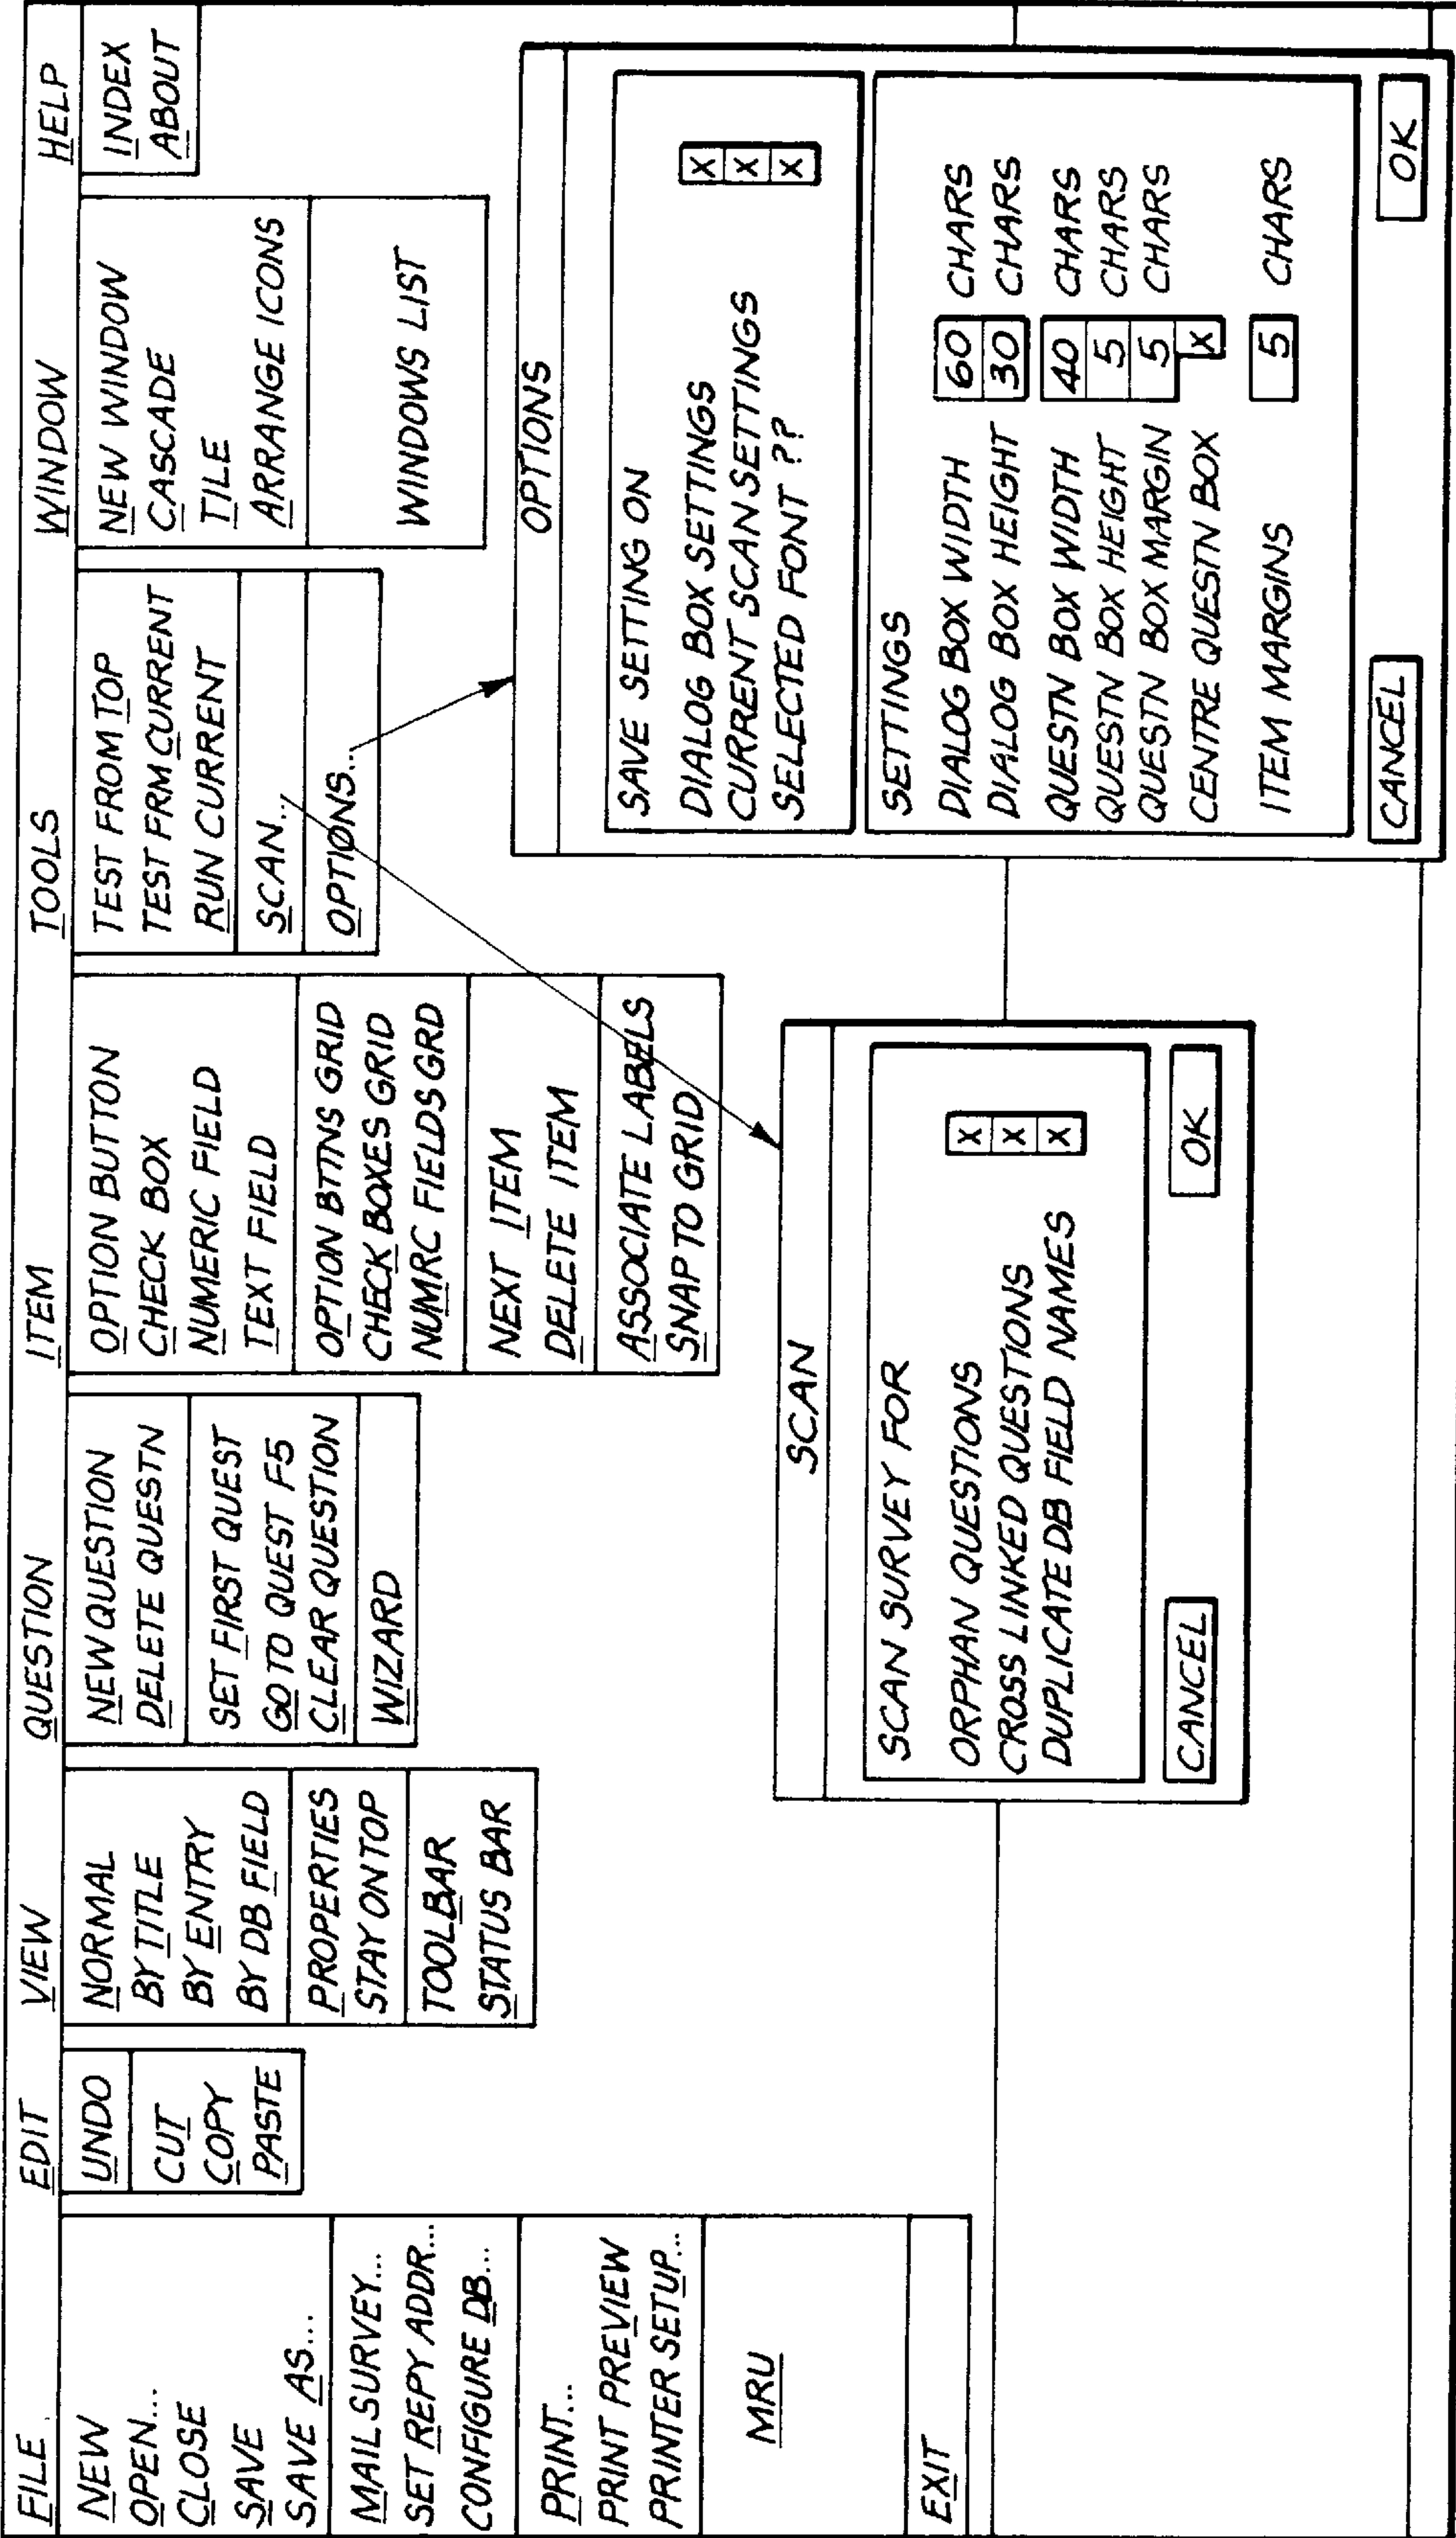 FILE EDIT VIEW QUESTION ITEM TOOLS WINDOW HELP
NEW
OPEN...
CLOSE
SAVE
SAVE AS...
MAIL SURVEY...
SET REPY ADDR...
CONFIGURE DB...
PRINT...
PRINT PREVIEW
PRINTER SETUP...
MRU
EXIT
UNDO
CUT
COPY
PASTE
NORMAL
BY TITLE
BY ENTRY
BY DB FIELD
PROPERTIES
STAY ON TOP
TOOLBAR
STATUS BAR
NEW QUESTION
DELETE QUESTN
SET FIRST QUEST
GO TO QUEST F5
CLEAR QUESTION
WIZARD
OPTION BUTTON
CHECK BOX
NUMERIC FIELD
TEXT FIELD
OPTION BTTNS GRID
CHECK BOXES GRID
NUMRC FIELDS GRD
NEXT ITEM
DELETE ITEM
ASSOCIATE LABELS
SNAP TO GRID
TEST FROM TOP
TEST FRM CURRENT
RUN CURRENT
SCAN...
OPTIONS...
NEW WINDOW
CASCADE
TILE
ARRANGE ICONS
WINDOWS LIST
INDEX
ABOUT
SCAN
SCAN SURVEY FOR
ORPHAN QUESTIONS X
CROSS LINKED QUESTIONS X
DUPLICATE DB FIELD NAMES X
CANCEL OK
OPTIONS
SAVE SETTING ON
DIALOG BOX SETTINGS X
CURRENT SCAN SETTINGS X
SELECTED FONT ?? X
SETTINGS
DIALOG BOX WIDTH 60 CHARS
DIALOG BOX HEIGHT 30 CHARS
QUESTN BOX WIDTH 40 CHARS
QUESTN BOX HEIGHT 5 CHARS
QUESTN BOX MARGIN 5 CHARS
CENTRE QUESTN BOX X
ITEM MARGINS 5 CHARS
CANCEL OK